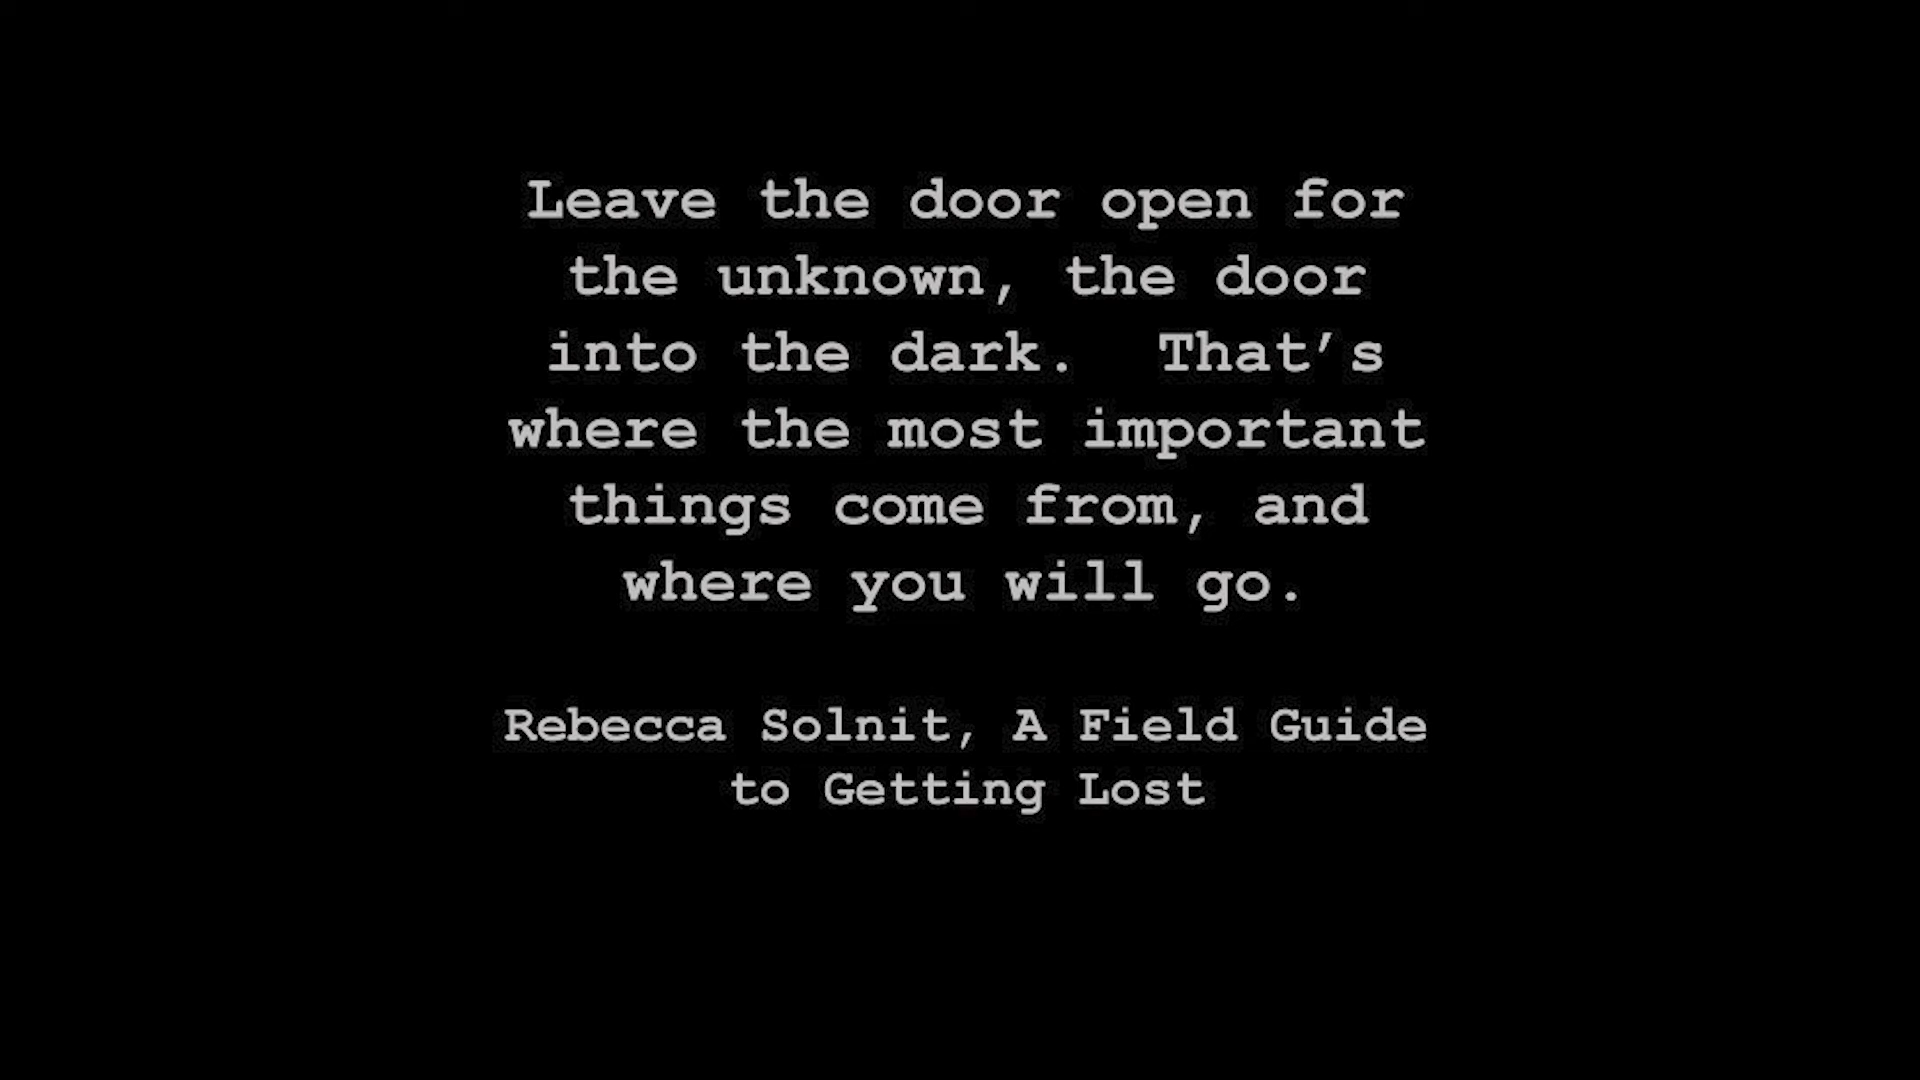 Leave the door open for
the unknown, the door
into the dark.  That’s
where the most important
things come from, and
where you will go.
Rebecca Solnit, A Field Guide
to Getting Lost